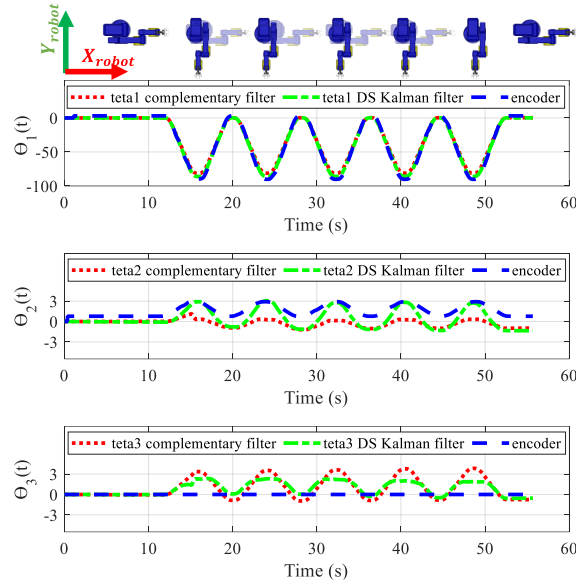 Y_robot
X_robot
teta1 complementary filter teta1 DS Kalman filter encoder
Θ1(t)
0
-50
-100
0 10 20 30 40 50 60
Time (s)
teta2 complementary filter teta2 DS Kalman filter encoder
Θ2(t)
3
0
-3
0 10 20 30 40 50 60
Time (s)
teta3 complementary filter teta3 DS Kalman filter encoder
Θ3(t)
3
0
-3
0 10 20 30 40 50 60
Time (s)